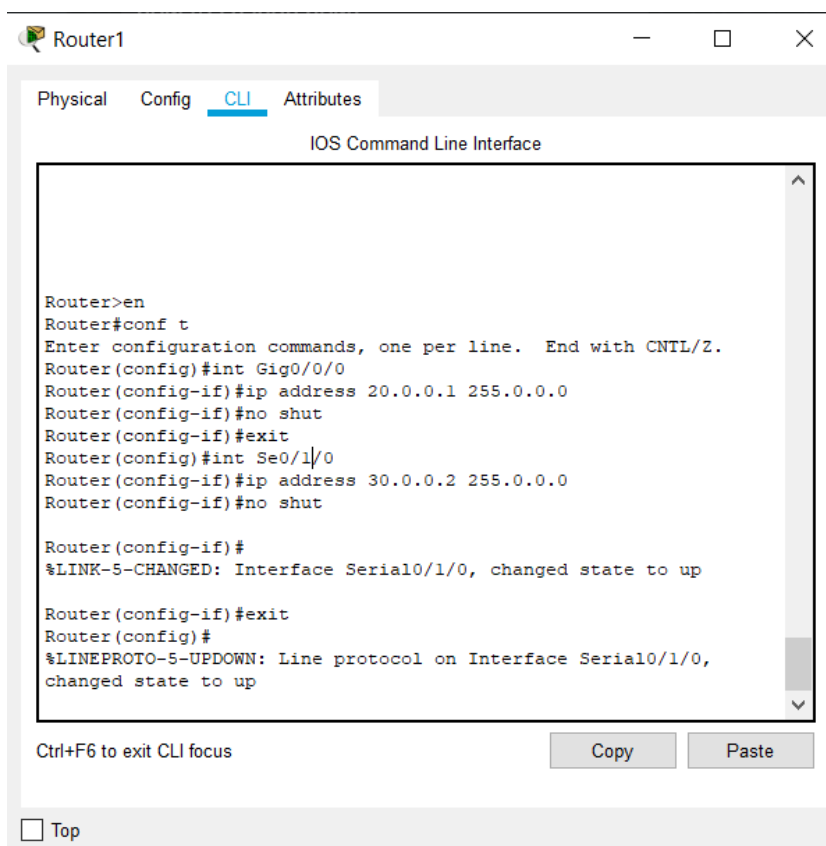 Router1
Physical Config CLI Attributes
IOS Command Line Interface
Router>en
Router#conf t
Enter configuration commands, one per line.  End with CNTL/Z.
Router(config)#int Gig0/0/0
Router(config-if)#ip address 20.0.0.1 255.0.0.0
Router(config-if)#no shut
Router(config-if)#exit
Router(config)#int Se0/1/0
Router(config-if)#ip address 30.0.0.2 255.0.0.0
Router(config-if)#no shut
Router(config-if)#
%LINK-5-CHANGED: Interface Serial0/1/0, changed state to up
Router(config-if)#exit
Router(config)#
%LINEPROTO-5-UPDOWN: Line protocol on Interface Serial0/1/0,
changed state to up
Ctrl+F6 to exit CLI focus
Copy Paste
Top